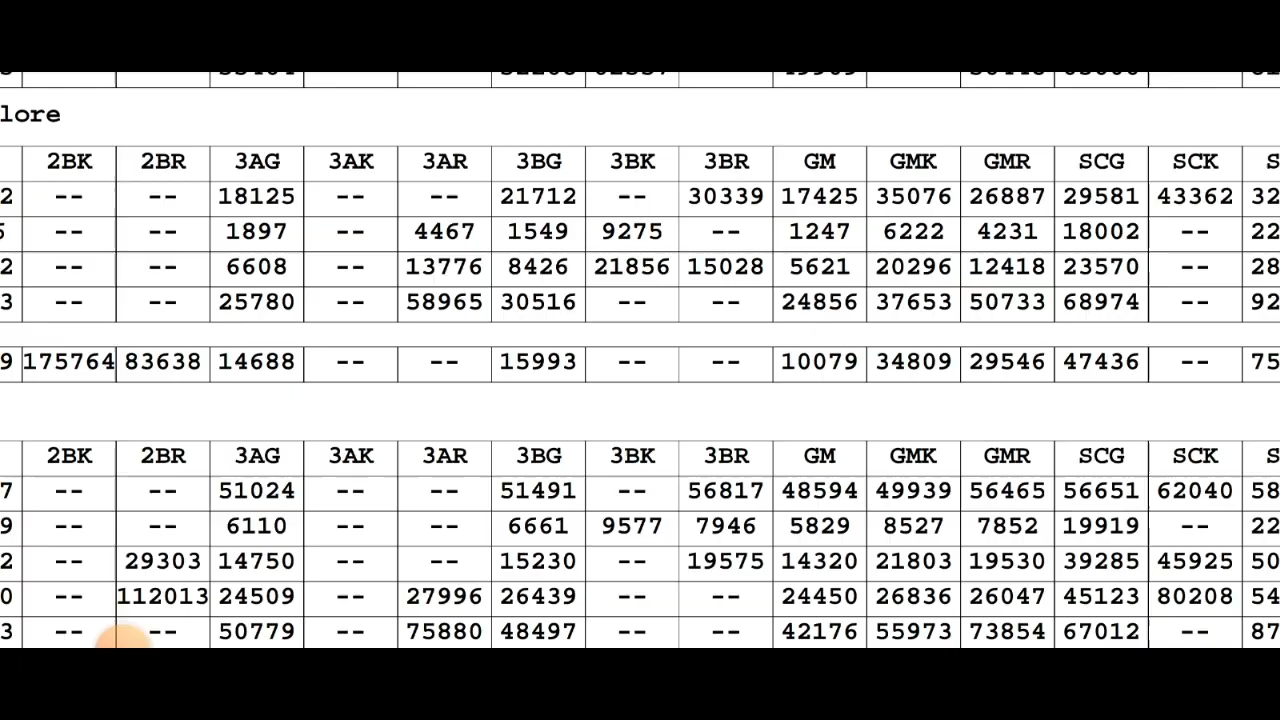 lore
2BK 2BR 3AG 3AK 3AR 3BG 3BK 3BR GM GMK GMR SCG SCK S
2 -- -- 18125 -- -- 21712 -- 30339 17425 35076 26887 29581 43362 32
5 -- -- 1897 -- 4467 1549 9275 -- 1247 6222 4231 18002 -- 22
2 -- -- 6608 -- 13776 8426 21856 15028 5621 20296 12418 23570 -- 28
3 -- -- 25780 -- 58965 30516 -- -- 24856 37653 50733 68974 -- 92
9 175764 83638 14688 -- -- 15993 -- -- 10079 34809 29546 47436 -- 75
2BK 2BR 3AG 3AK 3AR 3BG 3BK 3BR GM GMK GMR SCG SCK S
7 -- -- 51024 -- -- 51491 -- 56817 48594 49939 56465 56651 62040 58
9 -- -- 6110 -- -- 6661 9577 7946 5829 8527 7852 19919 -- 22
2 -- 29303 14750 -- -- 15230 -- 19575 14320 21803 19530 39285 45925 50
0 -- 112013 24509 -- 27996 26439 -- -- 24450 26836 26047 45123 80208 54
3 -- -- 50779 -- 75880 48497 -- -- 42176 55973 73854 67012 -- 87